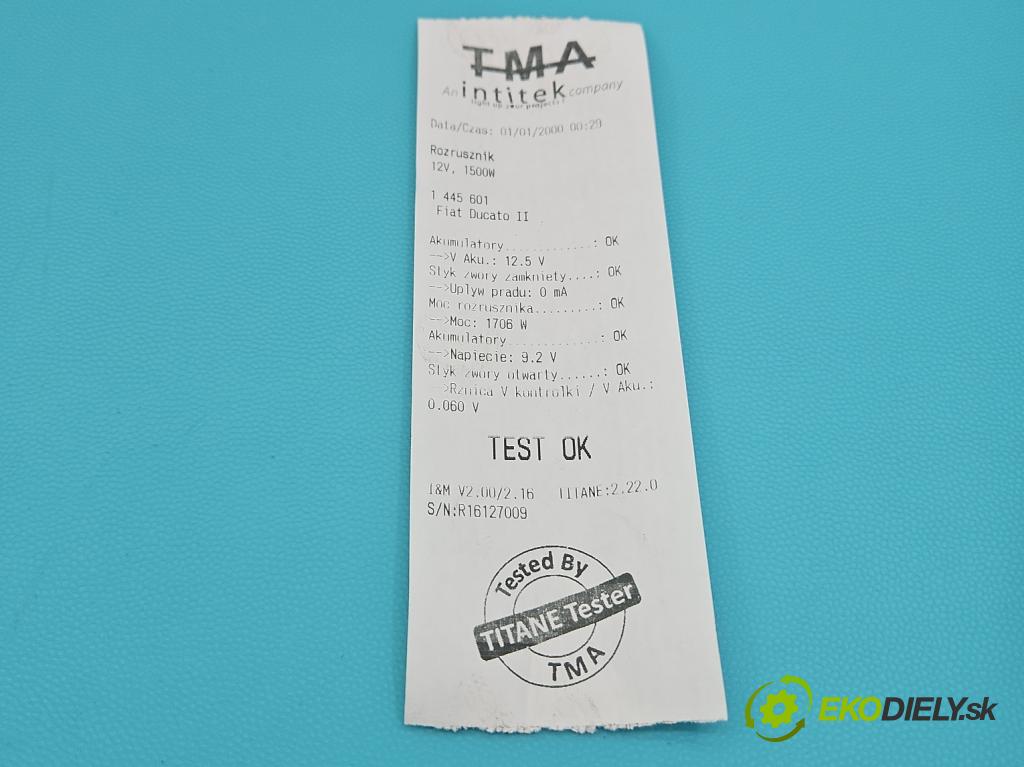 TMA
An intitek company
light up your projects !
Data/Czas: 01/01/2000 00:29
Rozrusznik
12V, 1500W
1 445 601
Fiat Ducato II
Akumulatory............: OK
-->V Aku.: 12.5 V
Styk zwory zamkniety....: OK
-->Uplyw pradu: 0 mA
Moc rozrusznika.........: OK
-->Moc: 1706 W
Akumulatory............: OK
-->Napiecie: 9.2 V
Styk zwory otwarty......: OK
-->Rznica V kontrolki / V Aku.:
0.060 V
TEST OK
I&M V2.00/2.16 TITANE:2.22.0
S/N:R16127009
Tested By
TITANE Tester
TMA
EKODIELY.sk